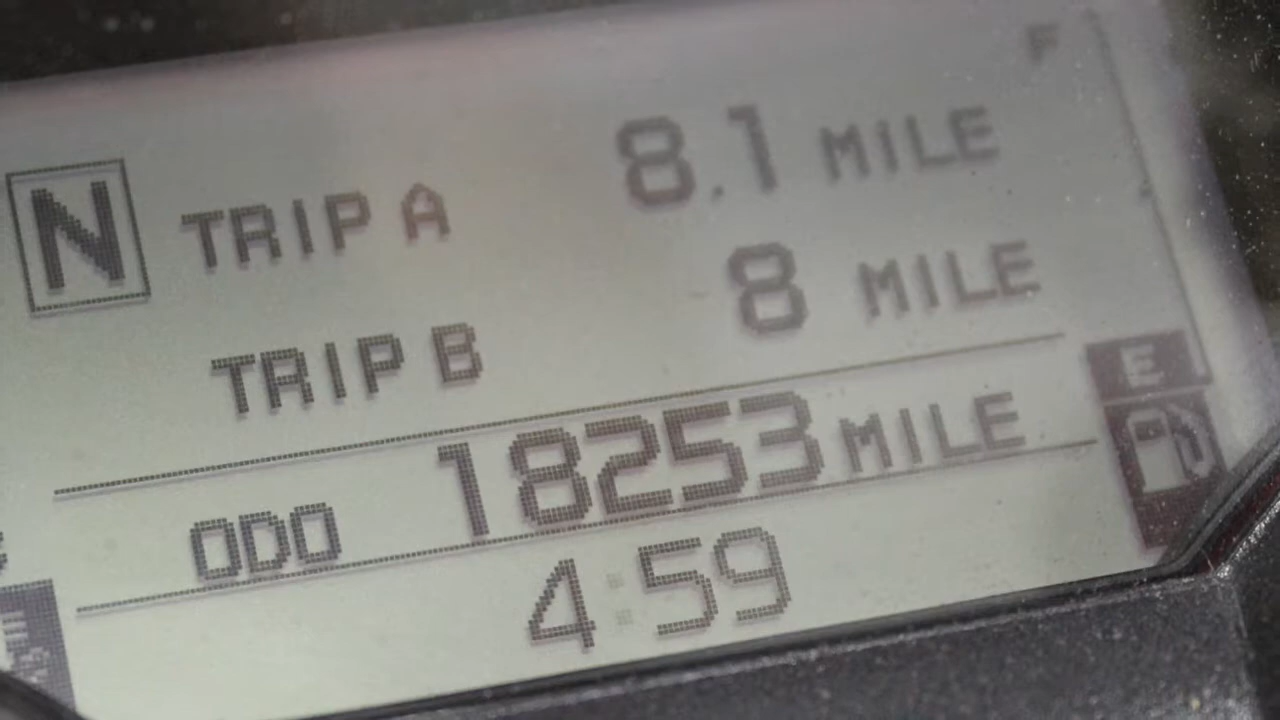 F
N TRIP A 8.1 MILE
TRIP B 8 MILE
E
ODO 18253 MILE
4:59